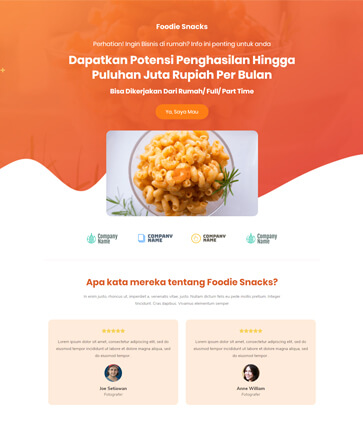 Foodie Snacks
Perhatian! Ingin Bisnis di rumah? Info ini penting untuk anda
Dapatkan Potensi Penghasilan Hingga
Puluhan Juta Rupiah Per Bulan
Bisa Dikerjakan Dari Rumah/ Full/ Part Time
Ya, Saya Mau
Company
Name
COMPANY
NAME
COMPANY
NAME
Company
Name
Apa kata mereka tentang Foodie Snacks?
In enim justo, rhoncus ut, imperdiet a, venenatis vitae, justo. Nullam dictum felis eu pede mollis pretium. Integer
tincidunt. Cras dapibus. Vivamus elementum semper
Lorem ipsum dolor sit amet, consectetur adipiscing elit, sed do
eiusmod tempor incididunt ut labore et dolore magna aliqua, sed
do eiusmod tempor.
Joe Setiawan
Fotografer
Lorem ipsum dolor sit amet, consectetur adipiscing elit, sed do
eiusmod tempor incididunt ut labore et dolore magna aliqua, sed
do eiusmod tempor.
Anne William
Fotografer